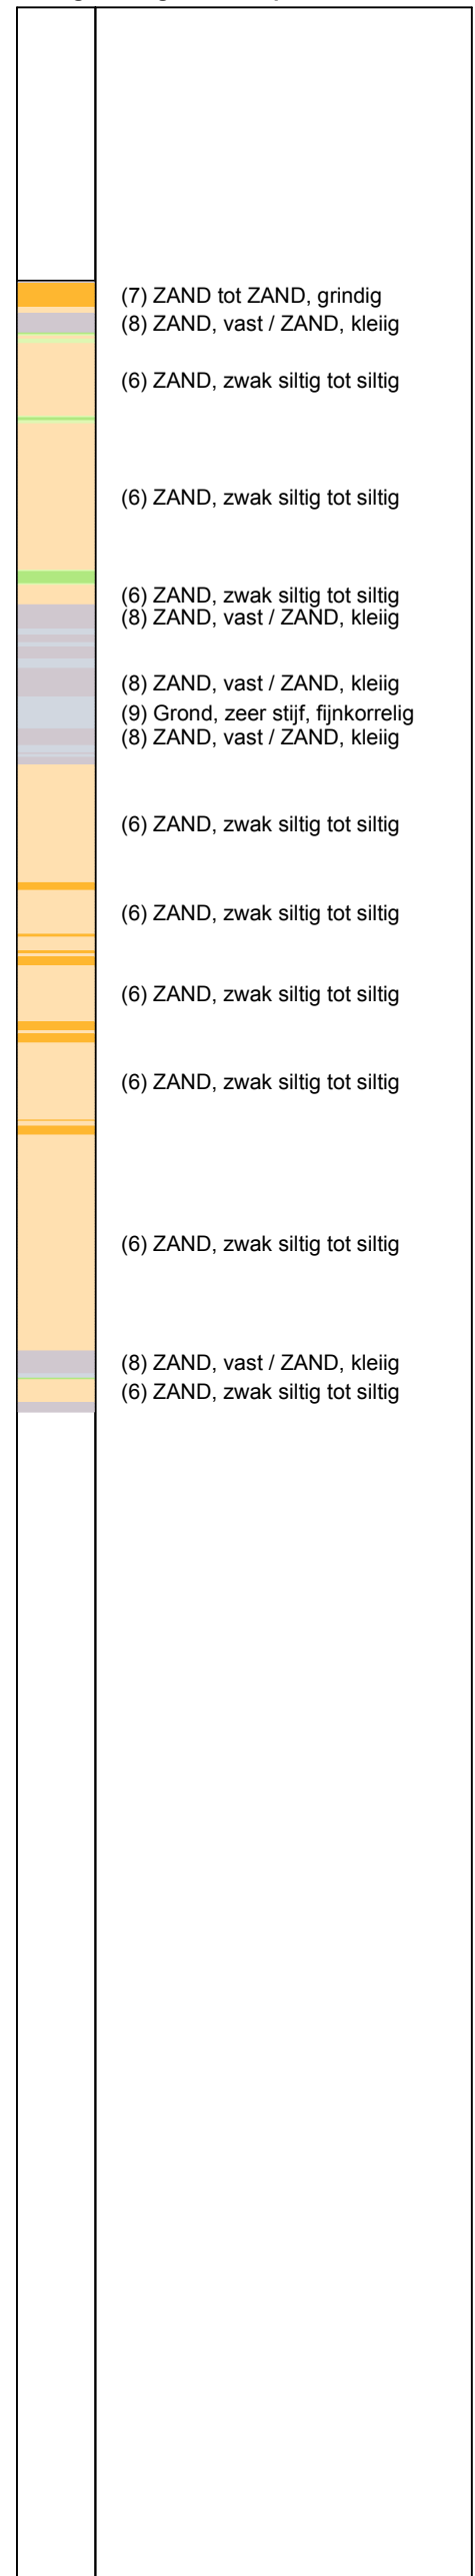 (7) ZAND tot ZAND, grindig
(8) ZAND, vast / ZAND, kleiig
(6) ZAND, zwak siltig tot siltig
(6) ZAND, zwak siltig tot siltig
(6) ZAND, zwak siltig tot siltig
(8) ZAND, vast / ZAND, kleiig
(8) ZAND, vast / ZAND, kleiig
(9) Grond, zeer stijf, fijnkorrelig
(8) ZAND, vast / ZAND, kleiig
(6) ZAND, zwak siltig tot siltig
(6) ZAND, zwak siltig tot siltig
(6) ZAND, zwak siltig tot siltig
(6) ZAND, zwak siltig tot siltig
(6) ZAND, zwak siltig tot siltig
(8) ZAND, vast / ZAND, kleiig
(6) ZAND, zwak siltig tot siltig